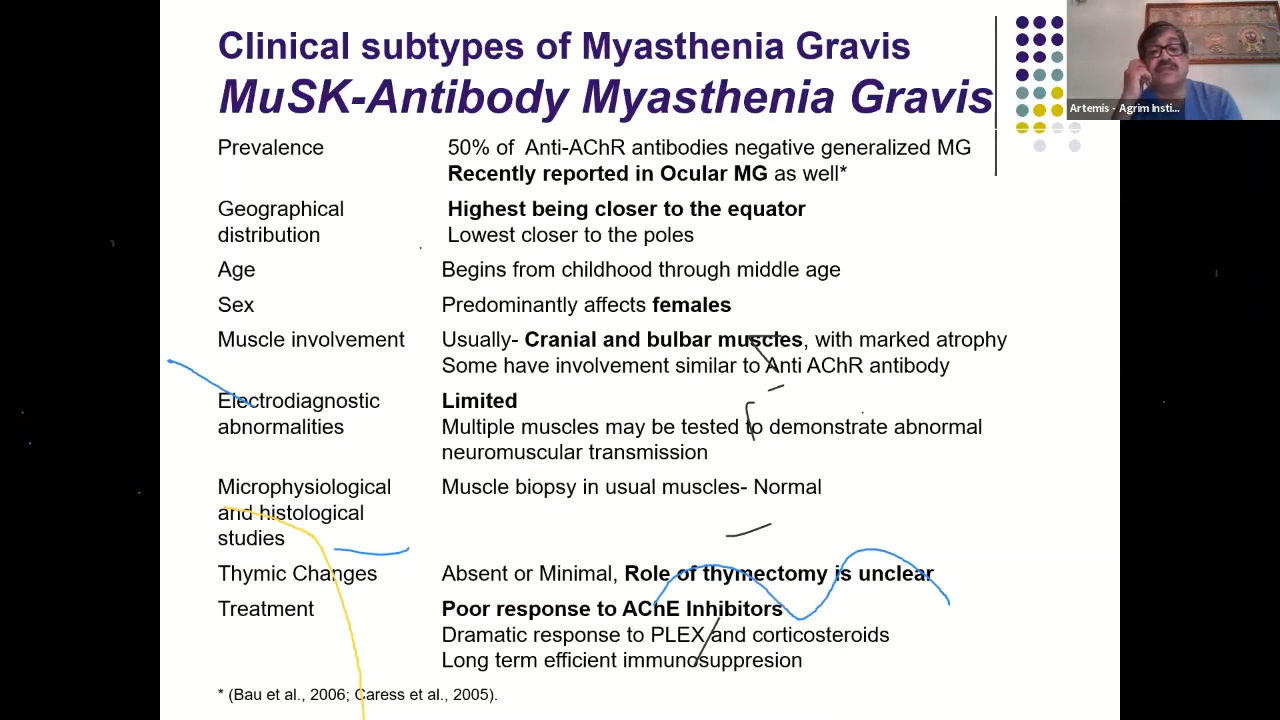 Clinical subtypes of Myasthenia Gravis
MuSK-Antibody Myasthenia Gravis
Artemis - Agrim Insti...
Prevalence 50% of Anti-AChR antibodies negative generalized MG
Recently reported in Ocular MG as well*
Geographical Highest being closer to the equator
distribution Lowest closer to the poles
Age Begins from childhood through middle age
Sex Predominantly affects females
Muscle involvement Usually- Cranial and bulbar muscles, with marked atrophy
Some have involvement similar to Anti AChR antibody
Electrodiagnostic Limited
abnormalities Multiple muscles may be tested to demonstrate abnormal
neuromuscular transmission
Microphysiological Muscle biopsy in usual muscles- Normal
and histological
studies
Thymic Changes Absent or Minimal, Role of thymectomy is unclear
Treatment Poor response to AChE Inhibitors
Dramatic response to PLEX and corticosteroids
Long term efficient immunosuppresion
* (Bau et al., 2006; Caress et al., 2005).